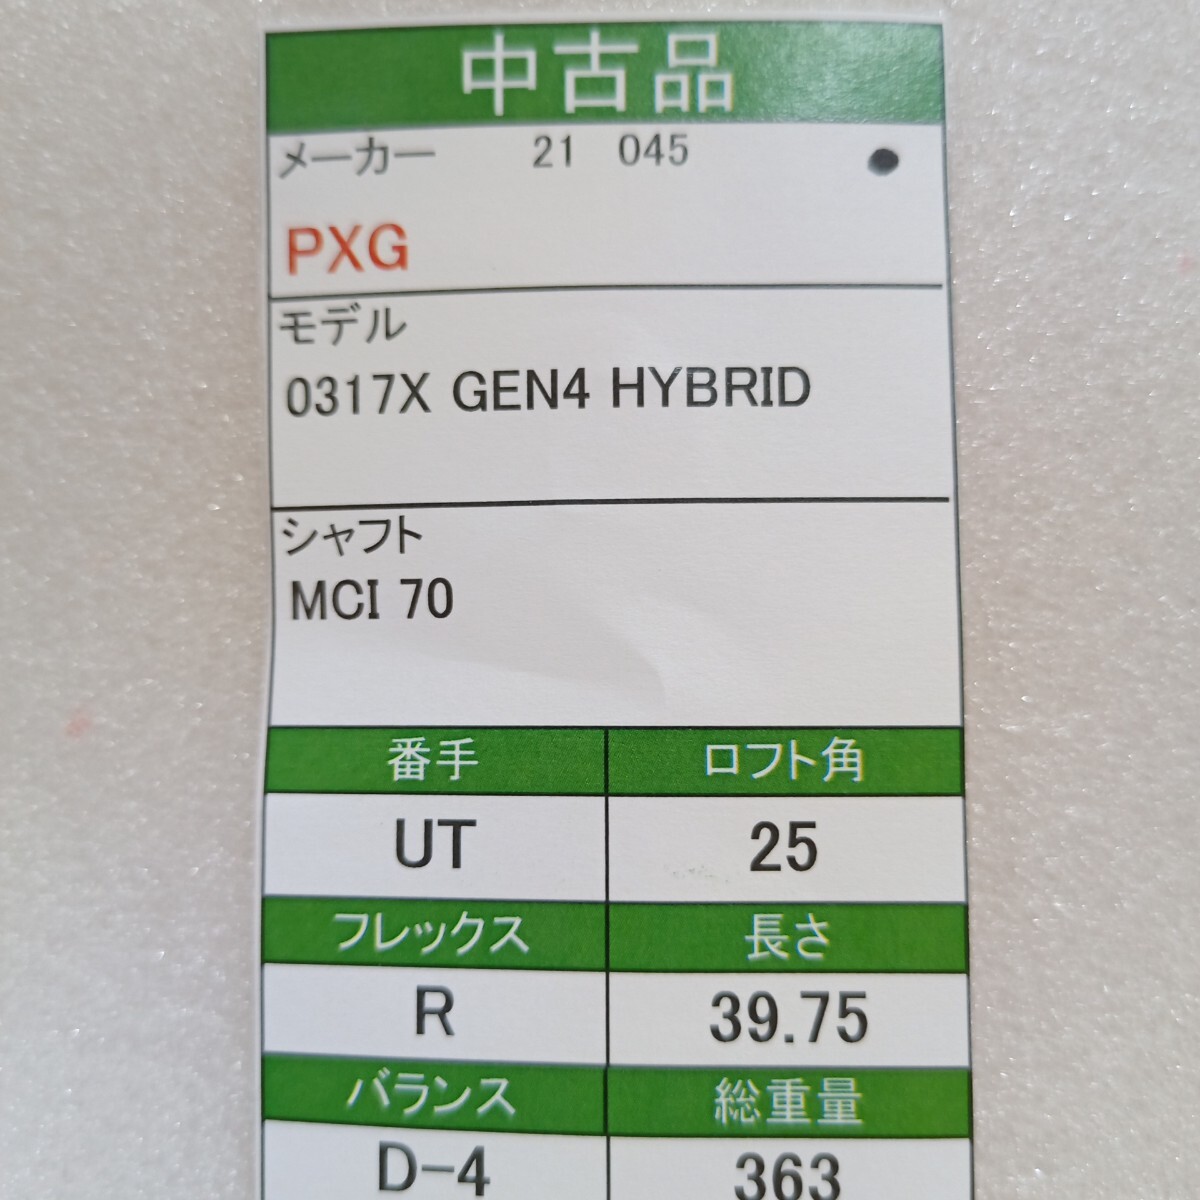 中古品
メーカー 21 045
PXG
モデル
0317X GEN4 HYBRID
シャフト
MCI 70
番手 ロフト角
UT 25
フレックス 長さ
R 39.75
バランス 総重量
D-4 363